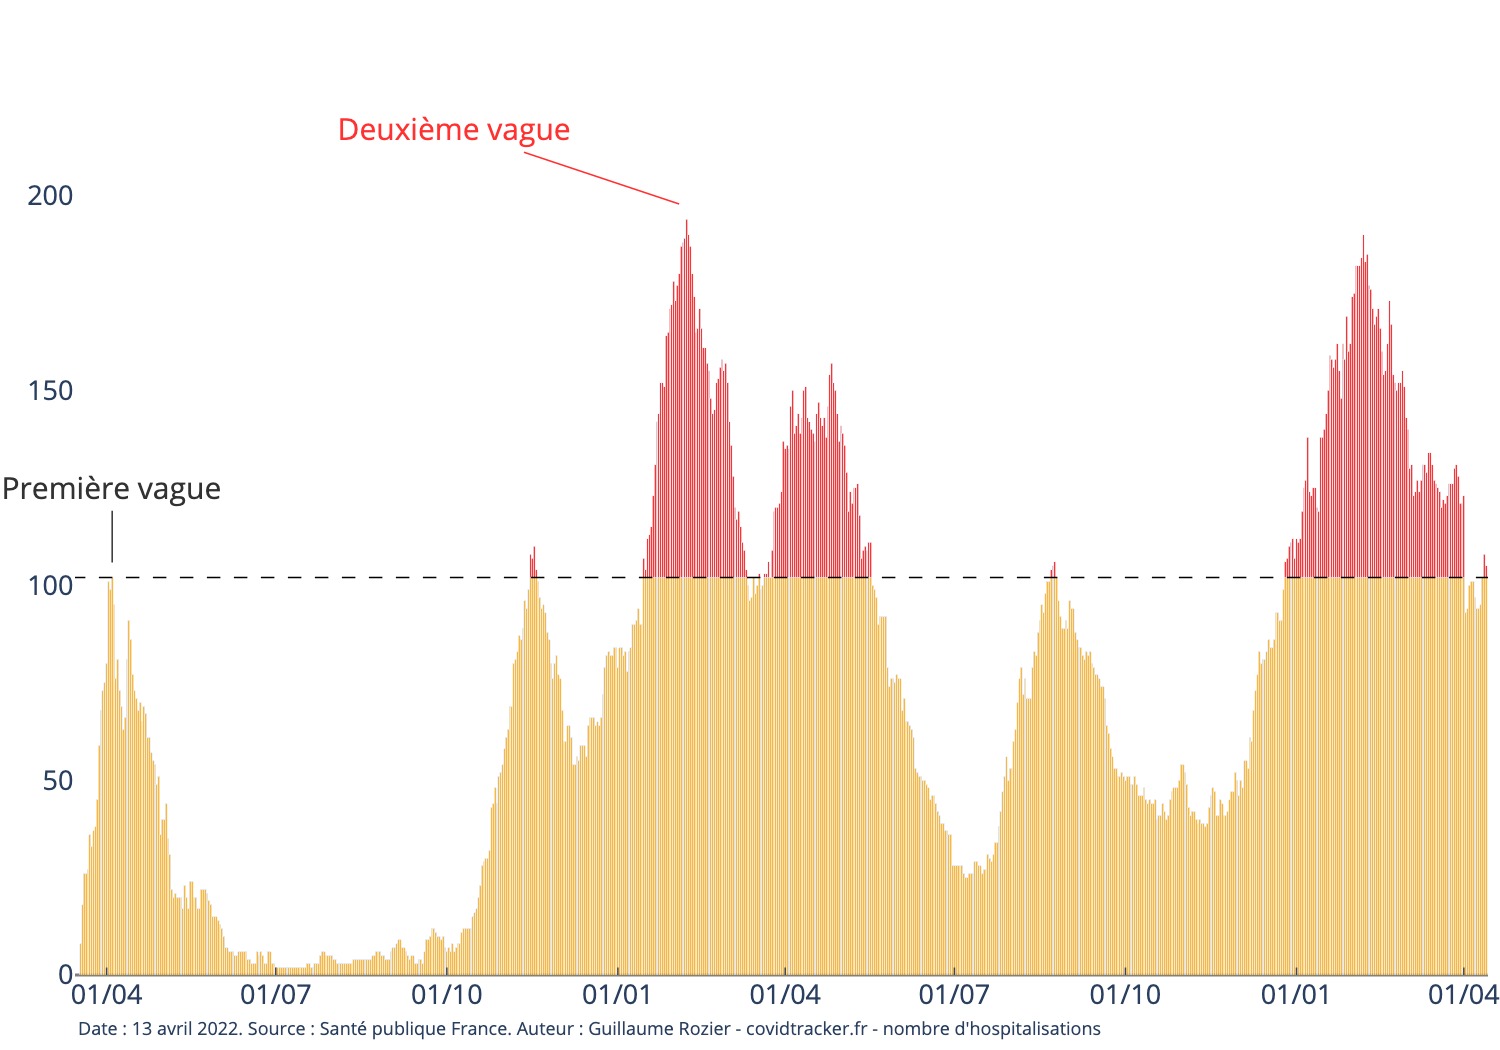 Deuxième vague
200
150
Première vague
100
50
0
01/04 01/07 01/10 01/01 01/04 01/07 01/10 01/01 01/04
Date : 13 avril 2022. Source : Santé publique France. Auteur : Guillaume Rozier - covidtracker.fr - nombre d'hospitalisations